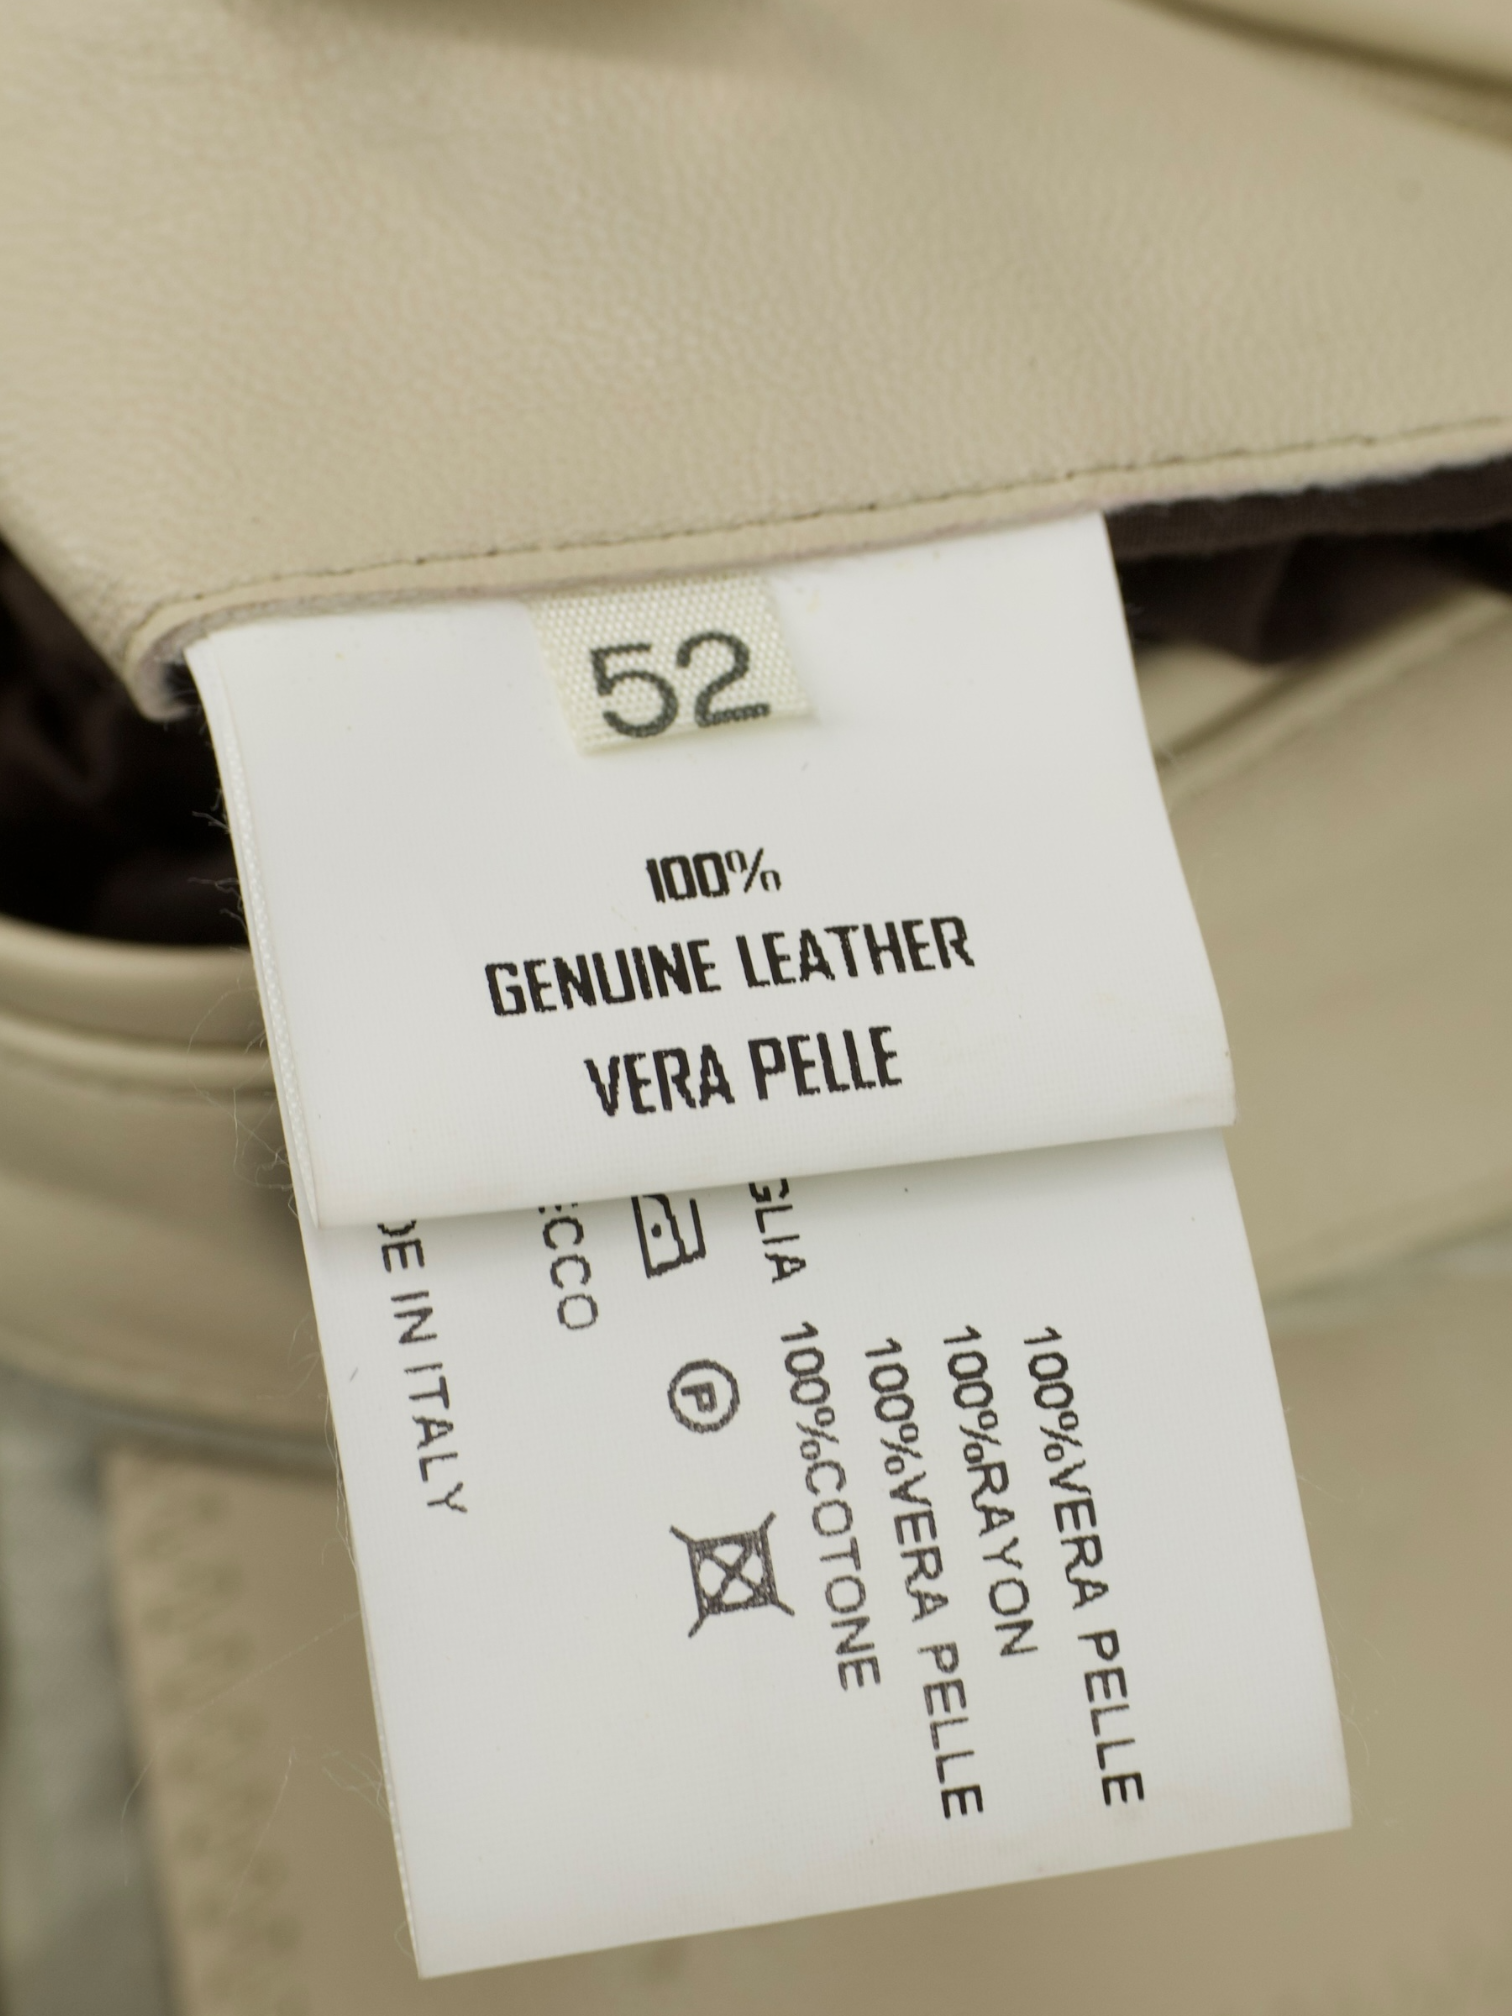 52
100%
GENUINE LEATHER
VERA PELLE
100%VERA PELLE
100%RAYON
100%VERA PELLE
GLIA 100%COTONE
P
ECCO
DE IN ITALY